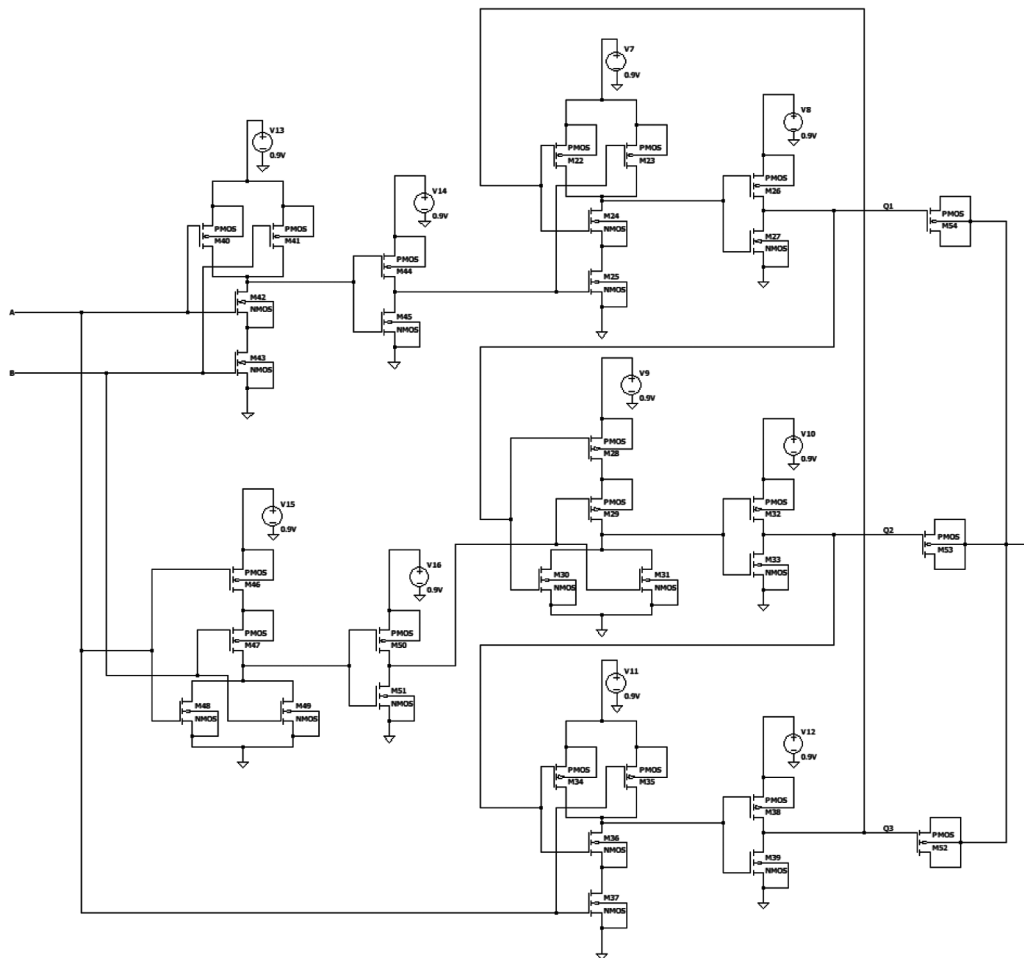 V7
0.9V
PMOS
M22
PMOS
M23
V8
0.9V
PMOS
M26
V13
0.9V
PMOS
M40
PMOS
M41
V14
0.9V
PMOS
M44
M24
NMOS
M27
NMOS
Q1
PMOS
M54
M25
NMOS
M42
NMOS
M45
NMOS
A
M43
NMOS
B
V9
0.9V
PMOS
M28
V10
0.9V
PMOS
M29
PMOS
M32
V15
0.9V
Q2
PMOS
M53
V16
0.9V
PMOS
M46
M30
NMOS
M31
NMOS
M33
NMOS
PMOS
M47
PMOS
M50
M48
NMOS
M49
NMOS
M51
NMOS
V11
0.9V
V12
0.9V
PMOS
M34
PMOS
M35
PMOS
M38
M36
NMOS
Q3
PMOS
M52
M39
NMOS
M37
NMOS